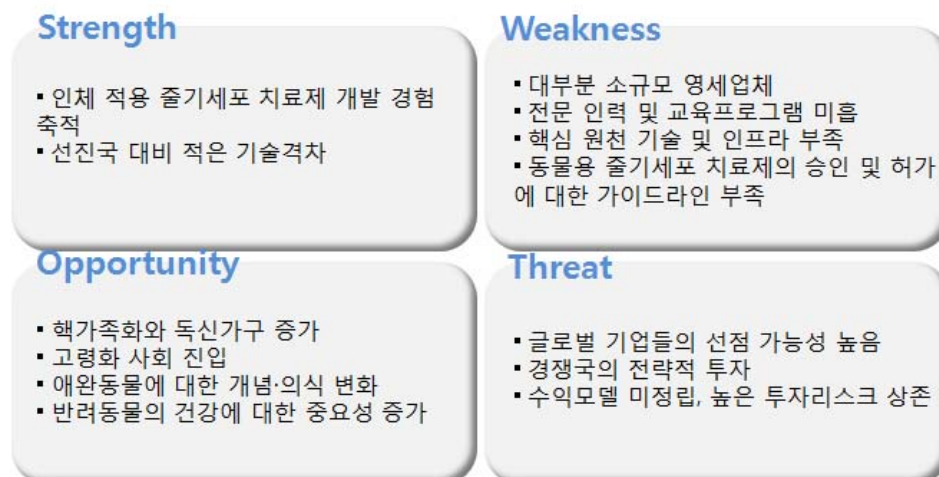 Strength
▪ 인체 적용 줄기세포 치료제 개발 경험
축적
▪ 선진국 대비 적은 기술격차
Weakness
▪ 대부분 소규모 영세업체
▪ 전문 인력 및 교육프로그램 미흡
▪ 핵심 원천 기술 및 인프라 부족
▪ 동물용 줄기세포 치료제의 승인 및 허가
에 대한 가이드라인 부족
Opportunity
▪ 핵가족화와 독신가구 증가
▪ 고령화 사회 진입
▪ 애완동물에 대한 개념·의식 변화
▪ 반려동물의 건강에 대한 중요성 증가
Threat
▪ 글로벌 기업들의 선점 가능성 높음
▪ 경쟁국의 전략적 투자
▪ 수익모델 미정립, 높은 투자리스크 상존